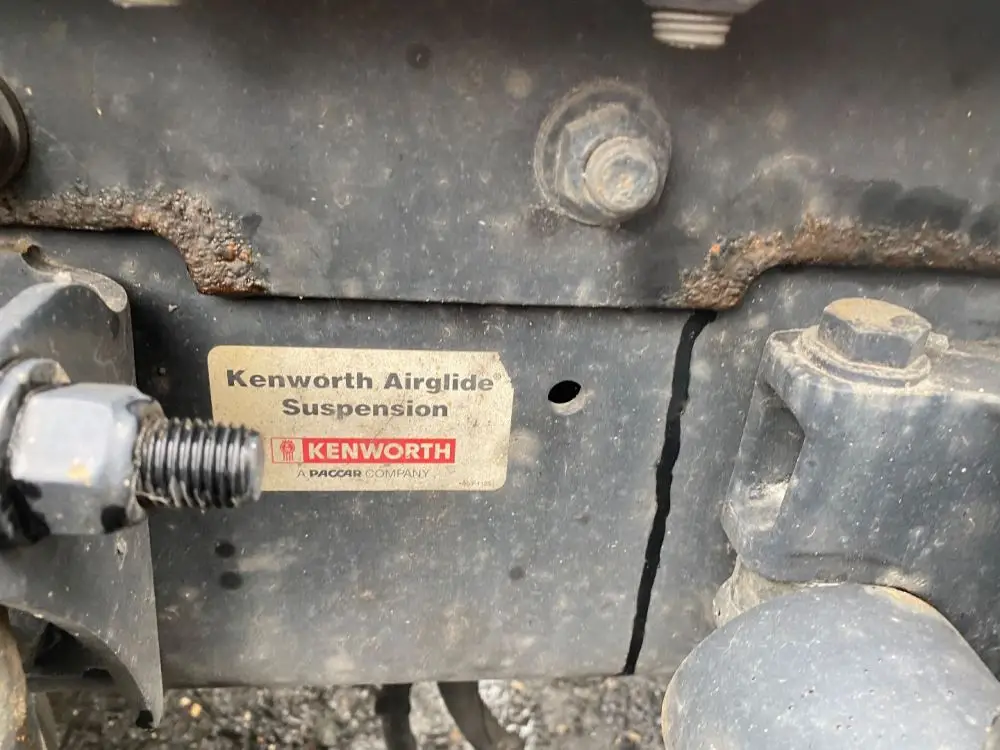 Kenworth Airglide®
Suspension
KENWORTH
A PACCAR COMPANY